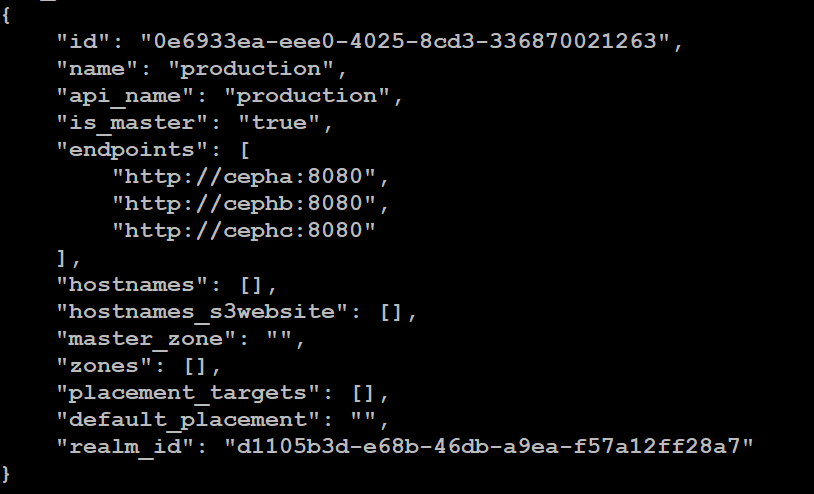 {
    "id": "0e6933ea-eee0-4025-8cd3-336870021263",
    "name": "production",
    "api_name": "production",
    "is_master": "true",
    "endpoints": [
        "http://cepha:8080",
        "http://cephb:8080",
        "http://cephc:8080"
    ],
    "hostnames": [],
    "hostnames_s3website": [],
    "master_zone": "",
    "zones": [],
    "placement_targets": [],
    "default_placement": "",
    "realm_id": "d1105b3d-e68b-46db-a9ea-f57a12ff28a7"
}